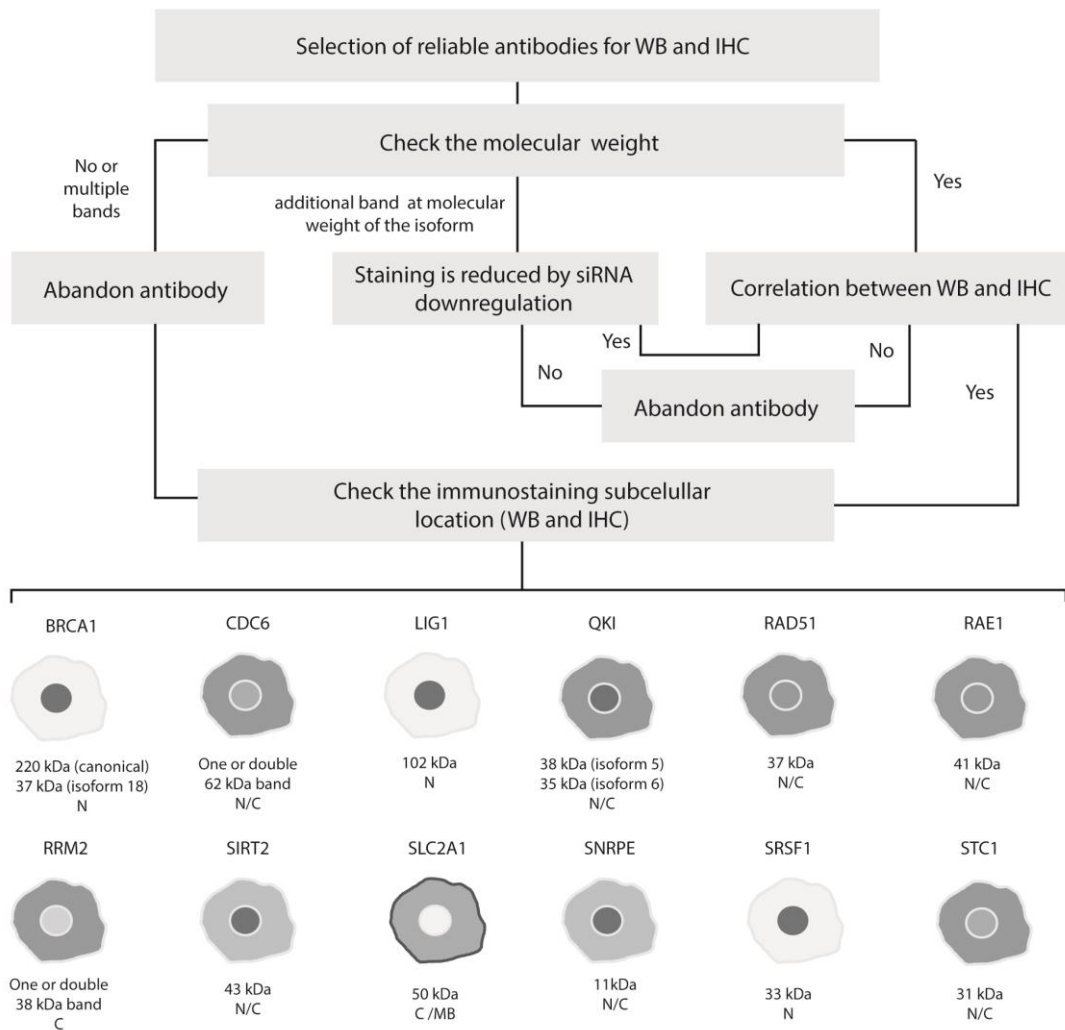 Selection of reliable antibodies for WB and IHC
Check the molecular weight
No or
multiple
bands
additional band at molecular
weight of the isoform
Yes
Abandon antibody
Staining is reduced by siRNA
downregulation
Correlation between WB and IHC
Yes
No
No
Yes
Abandon antibody
Check the immunostaining subcelullar
location (WB and IHC)
BRCA1
CDC6
LIG1
QKI
RAD51
RAE1
220 kDa (canonical)
37 kDa (isoform 18)
N
One or double
62 kDa band
N/C
102 kDa
N
38 kDa (isoform 5)
35 kDa (isoform 6)
N/C
37 kDa
N/C
41 kDa
N/C
RRM2
SIRT2
SLC2A1
SNRPE
SRSF1
STC1
One or double
38 kDa band
C
43 kDa
N/C
50 kDa
C /MB
11kDa
N/C
33 kDa
N
31 kDa
N/C